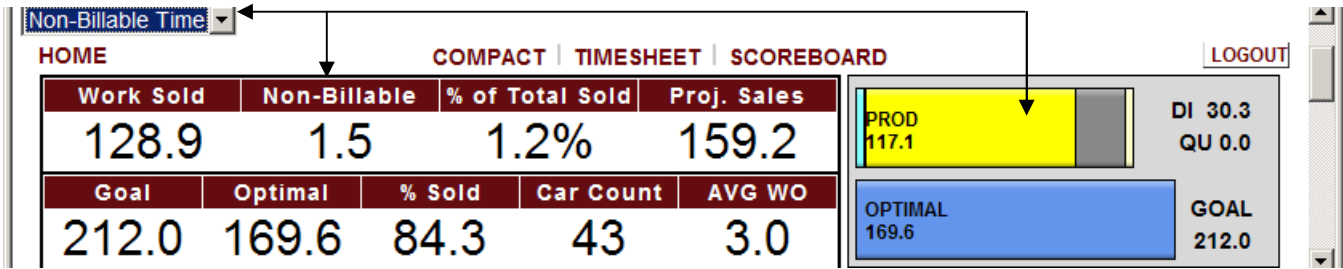 Non-Billable Time
HOME COMPACT | TIMESHEET | SCOREBOARD LOGOUT
Work Sold Non-Billable % of Total Sold Proj. Sales
128.9 1.5 1.2% 159.2
Goal Optimal % Sold Car Count AVG WO
212.0 169.6 84.3 43 3.0
PROD
117.1
DI 30.3
QU 0.0
OPTIMAL
169.6
GOAL
212.0